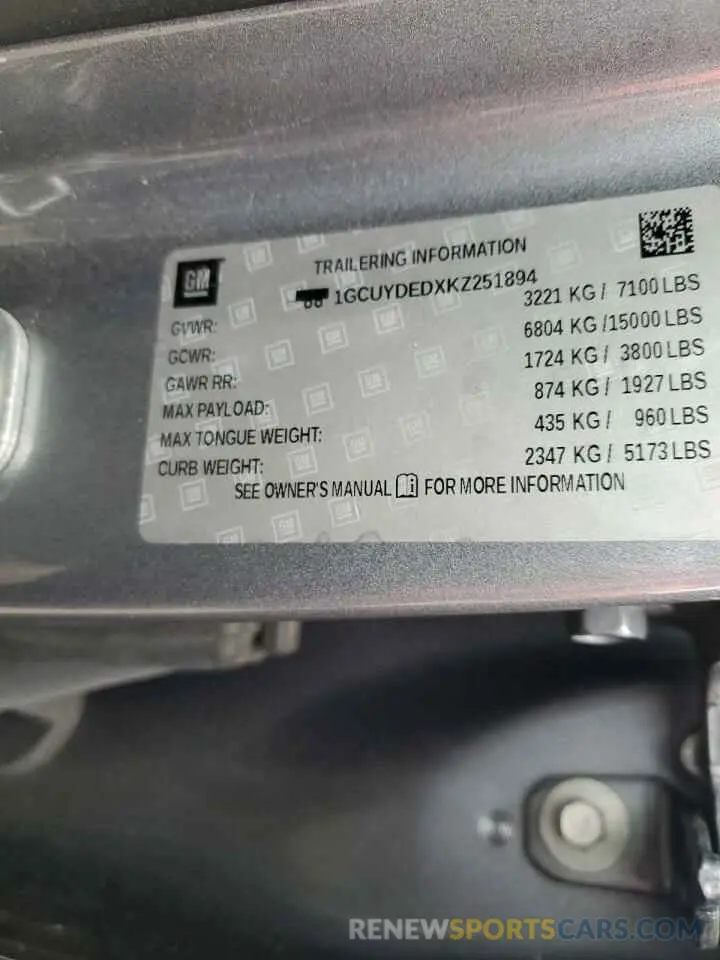 GM
TRAILERING INFORMATION
1GCUYDEDXKZ251894
GVWR: 3221 KG / 7100 LBS
GCWR: 6804 KG / 15000 LBS
GAWR RR: 1724 KG / 3800 LBS
MAX PAYLOAD: 874 KG / 1927 LBS
MAX TONGUE WEIGHT: 435 KG / 960 LBS
CURB WEIGHT: 2347 KG / 5173 LBS
SEE OWNER'S MANUAL FOR MORE INFORMATION
RENEWSPORTSCARS.COM